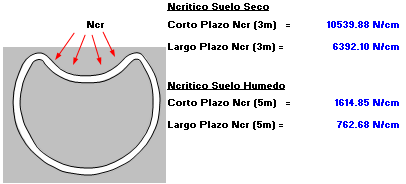 Ncr
Ncritico Suelo Seco
Corto Plazo Ncr (3m) = 10539.88 N/cm
Largo Plazo Ncr (3m) = 6392.10 N/cm
Ncritico Suelo Humedo
Corto Plazo Ncr (5m) = 1614.85 N/cm
Largo Plazo Ncr (5m) = 762.68 N/cm